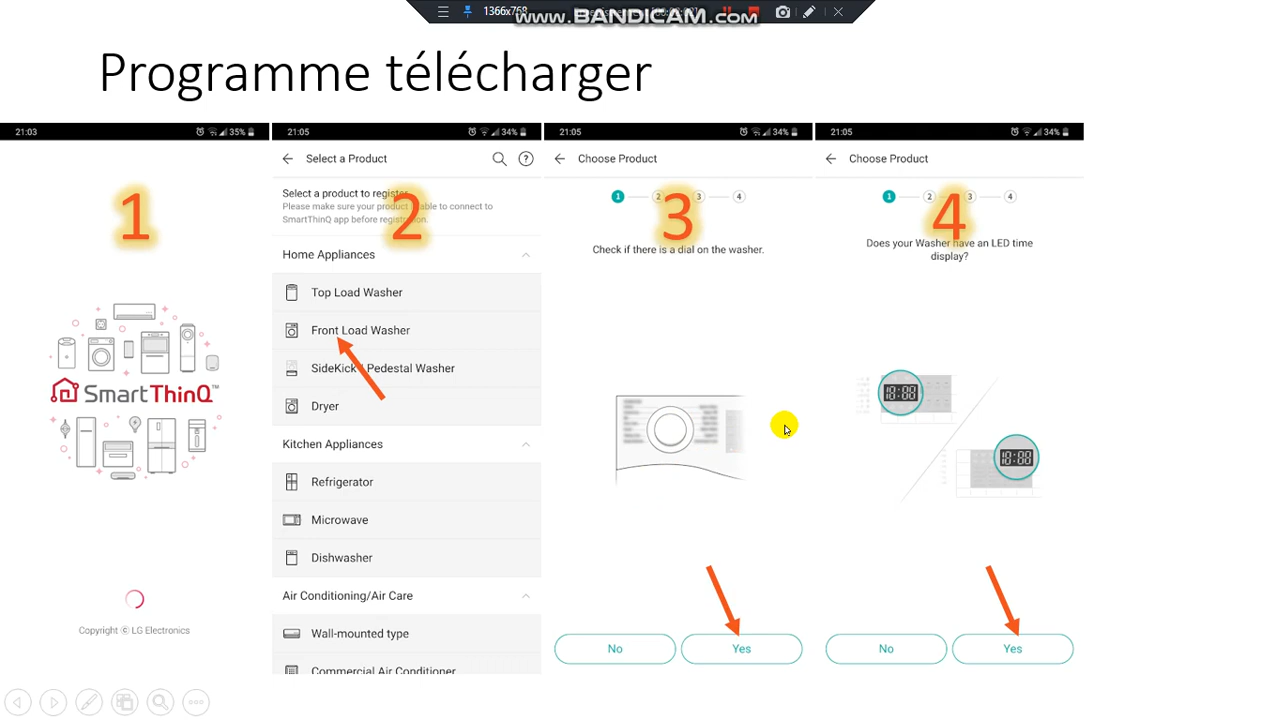 1366x768
www.BANDICAM.com
Programme télécharger
21:03
35%
1
SmartThinQ™
Copyright ⓒ LG Electronics
21:05
34%
Select a Product
Select a product to register
Please make sure your product is able to connect to
SmartThinQ app before registration.
2
Home Appliances
Top Load Washer
Front Load Washer
SideKick / Pedestal Washer
Dryer
Kitchen Appliances
Refrigerator
Microwave
Dishwasher
Air Conditioning/Air Care
Wall-mounted type
Commercial Air Conditioner
21:05
34%
Choose Product
1 2 3 4
3
Check if there is a dial on the washer.
No
Yes
21:05
34%
Choose Product
1 2 3 4
4
Does your Washer have an LED time
display?
10:00
10:00
No
Yes